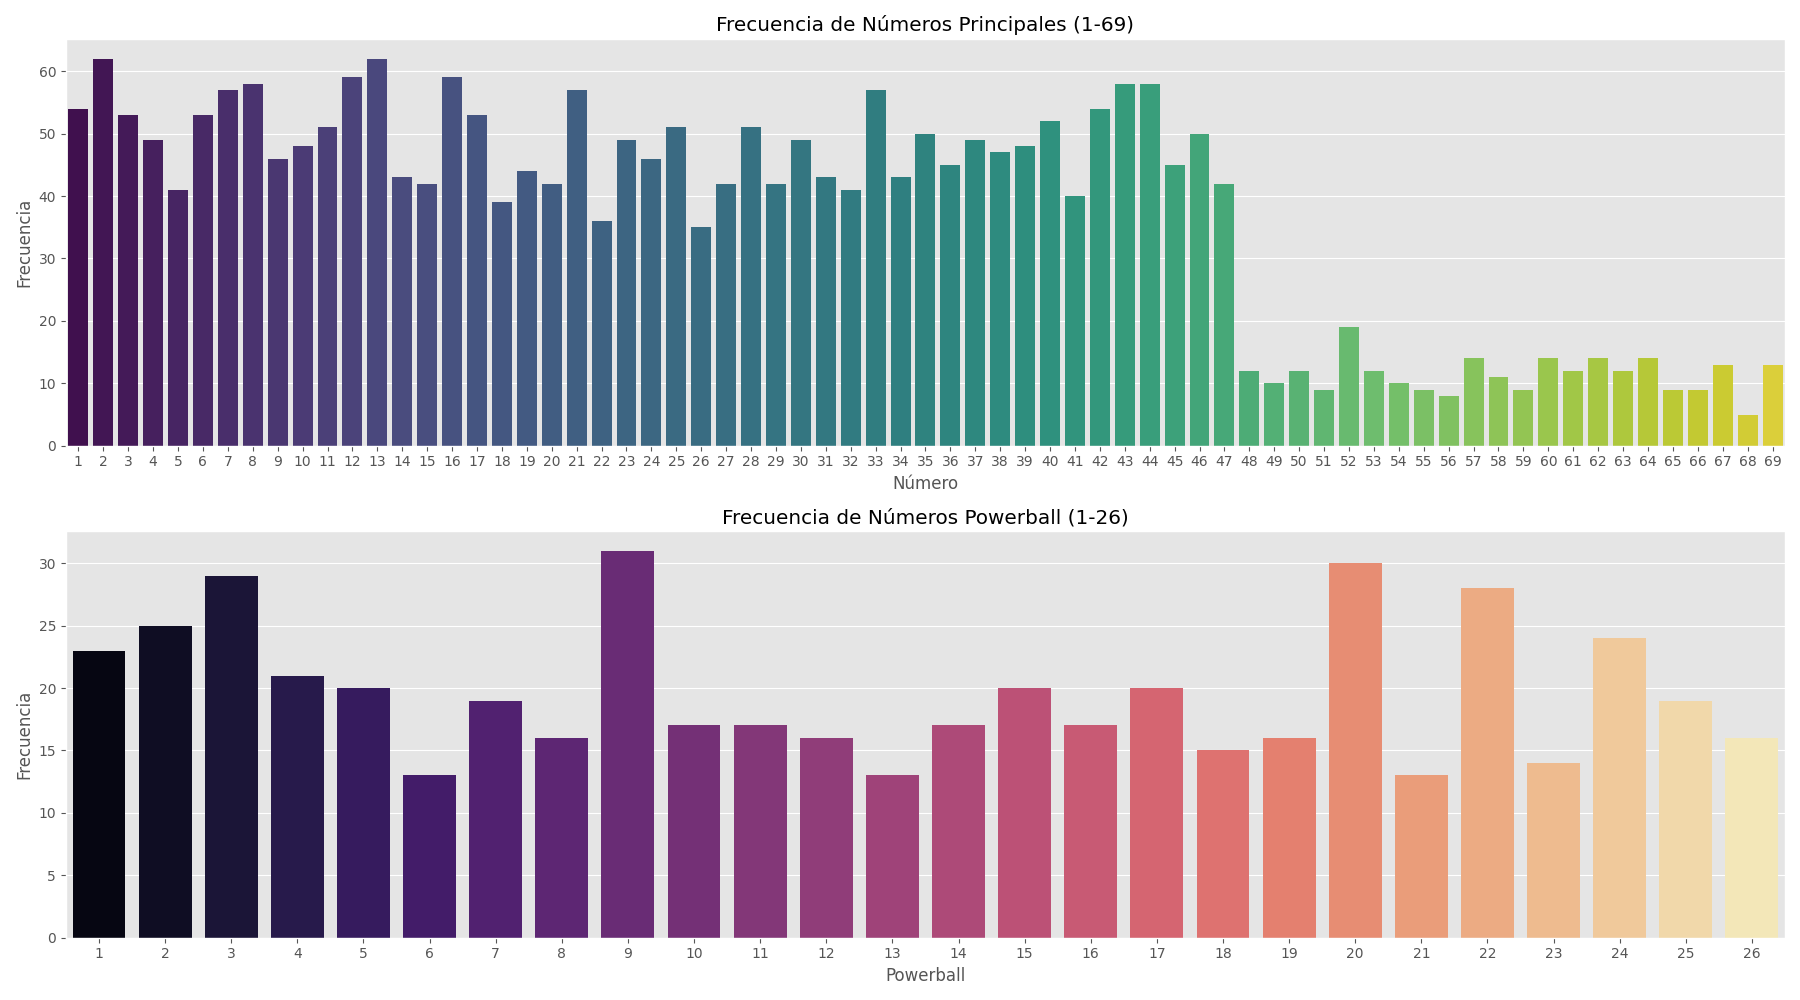 Frecuencia de Números Principales (1-69)
Frecuencia
60
50
40
30
20
10
0
1 2 3 4 5 6 7 8 9 10 11 12 13 14 15 16 17 18 19 20 21 22 23 24 25 26 27 28 29 30 31 32 33 34 35 36 37 38 39 40 41 42 43 44 45 46 47 48 49 50 51 52 53 54 55 56 57 58 59 60 61 62 63 64 65 66 67 68 69
Número
Frecuencia de Números Powerball (1-26)
Frecuencia
30
25
20
15
10
5
0
1 2 3 4 5 6 7 8 9 10 11 12 13 14 15 16 17 18 19 20 21 22 23 24 25 26
Powerball